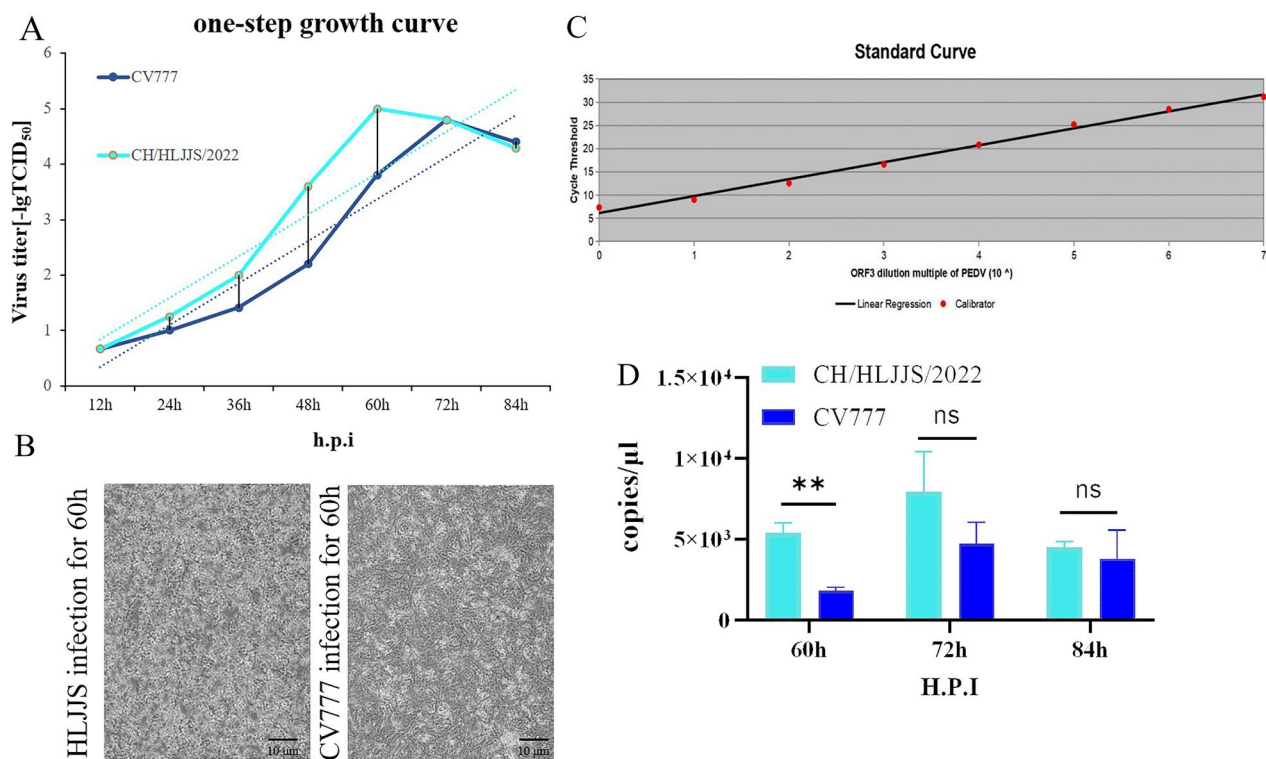 A
one-step growth curve
Virus titer[-lgTCID50]
6
5
4
3
2
1
0
CV777
CH/HLJJS/2022
12h 24h 36h 48h 60h 72h 84h
h.p.i
B
HLJJS infection for 60h
10 um
CV777 infection for 60h
10 µm
C
Standard Curve
Cycle Threshold
35
30
25
20
15
10
5
0
0 1 2 3 4 5 6 7
ORF3 dilution multiple of PEDV (10 ^)
Linear Regression Calibrator
D
copies/µl
1.5×10⁴
1×10⁴
5×10³
0
CH/HLJJS/2022
CV777
**
ns
ns
60h 72h 84h
H.P.I